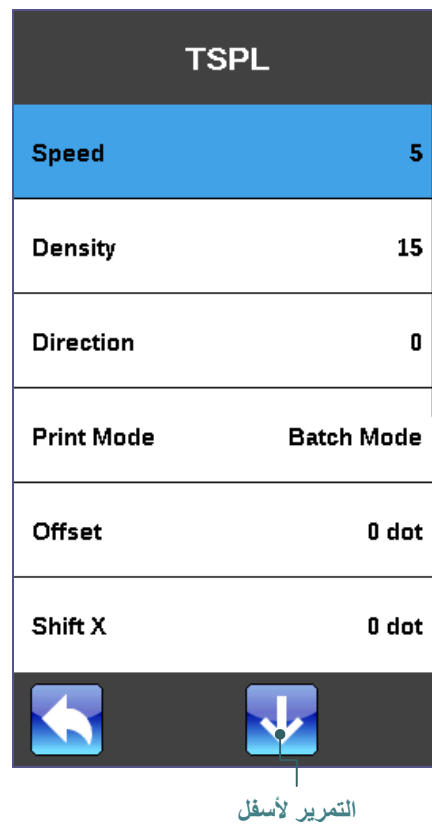 TSPL
Speed 5
Density 15
Direction 0
Print Mode Batch Mode
Offset 0 dot
Shift X 0 dot
التمرير لأسفل